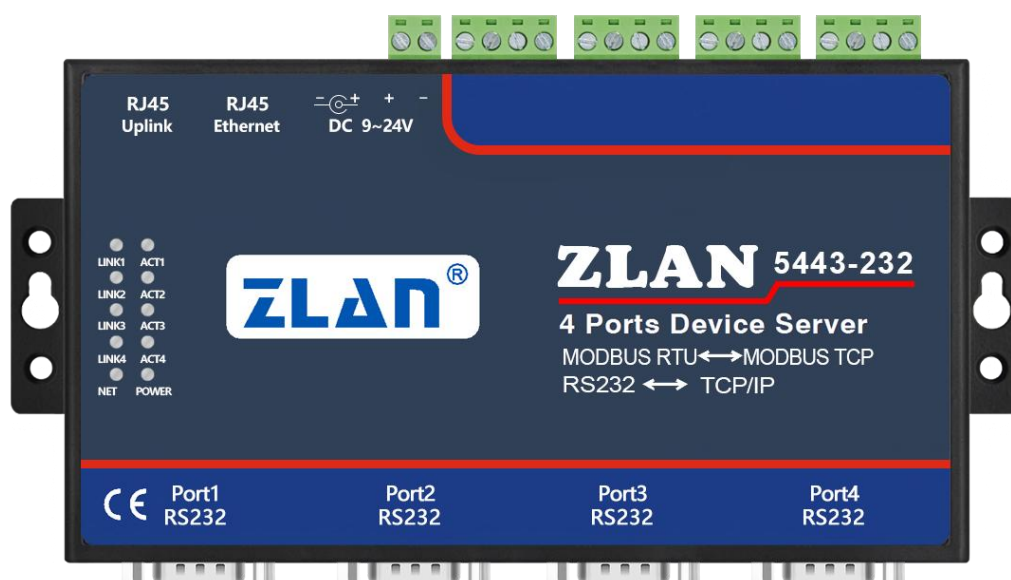 RJ45 Uplink
RJ45 Ethernet
− + + −
DC 9~24V
LINK1 ACT1
LINK2 ACT2
LINK3 ACT3
LINK4 ACT4
NET POWER
ZLAN®
ZLAN 5443-232
4 Ports Device Server
MODBUS RTU↔MODBUS TCP
RS232 ↔ TCP/IP
CE
Port1
RS232
Port2
RS232
Port3
RS232
Port4
RS232